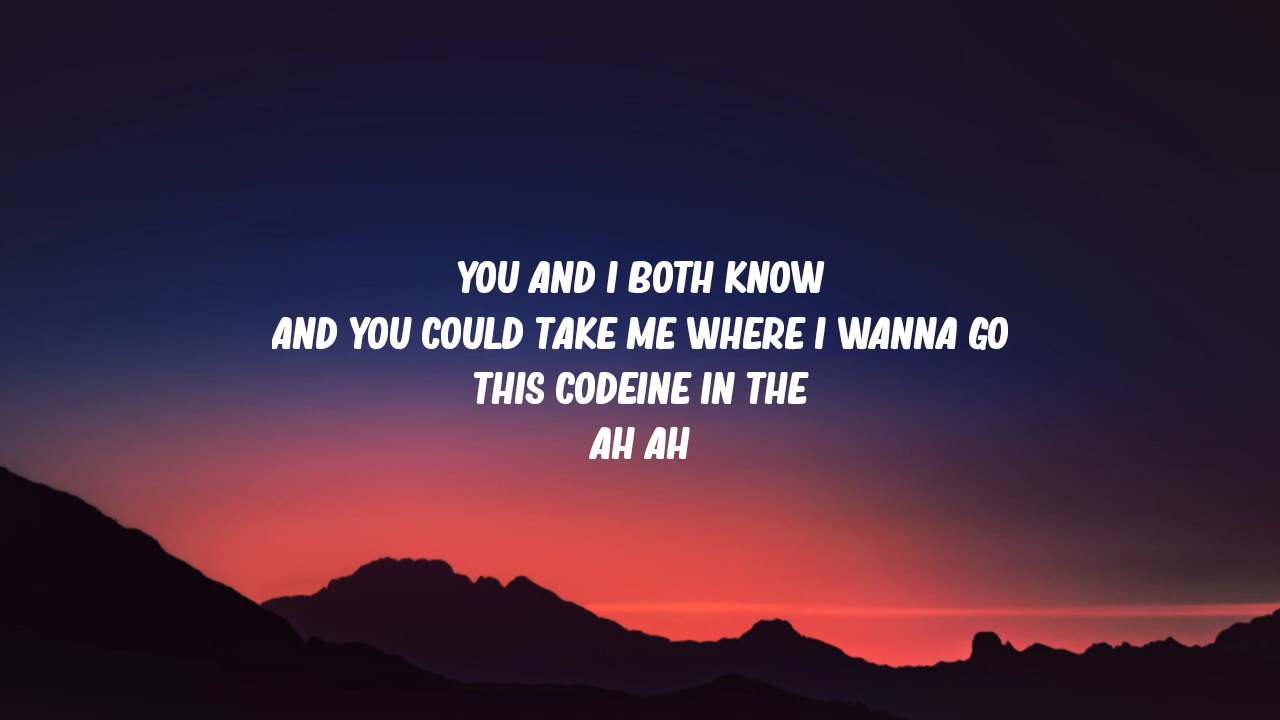 YOU AND I BOTH KNOW
AND YOU COULD TAKE ME WHERE I WANNA GO
THIS CODEINE IN THE
AH AH